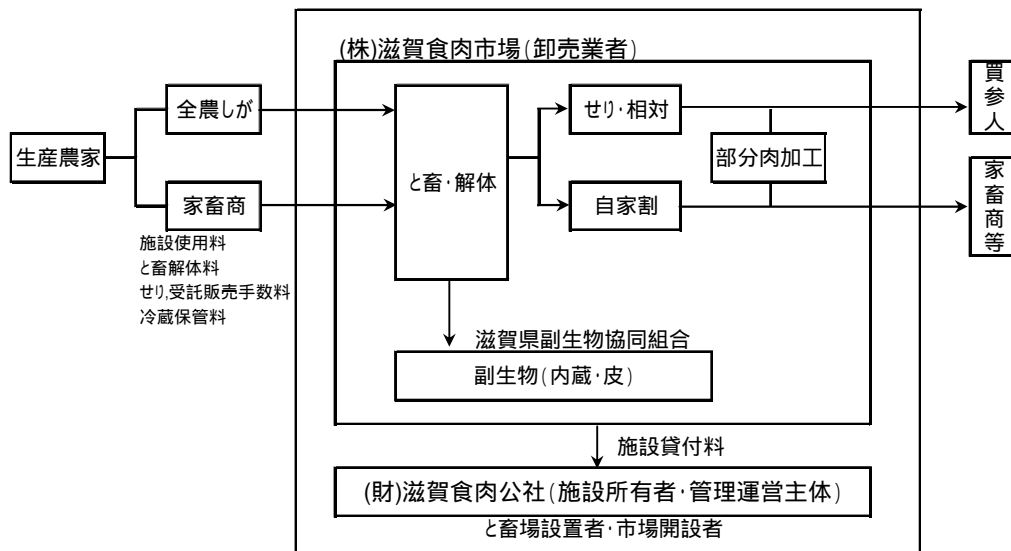 (株)滋賀食肉市場(卸売業者)
生産農家
全農しが
家畜商
施設使用料
と畜解体料
せり,受託販売手数料
冷蔵保管料
と畜・解体
せり・相対
自家割
部分肉加工
買参人
家畜商等
滋賀県副生物協同組合
副生物(内蔵・皮)
施設貸付料
(財)滋賀食肉公社(施設所有者・管理運営主体)
と畜場設置者・市場開設者